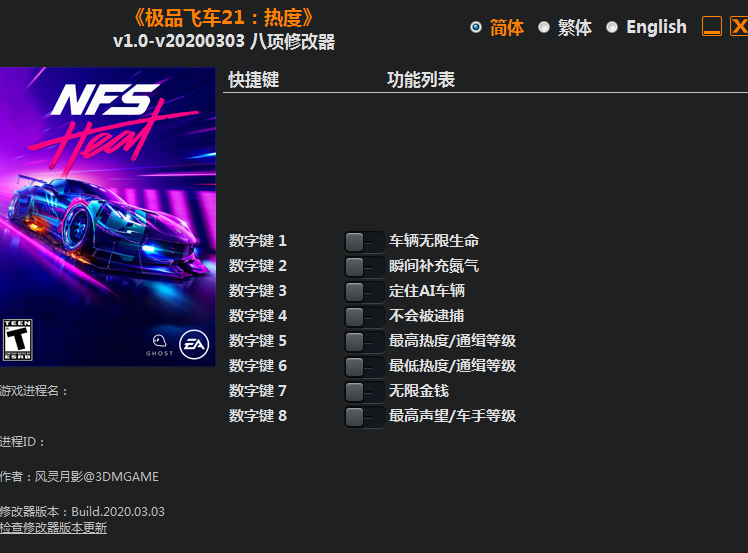 《极品飞车21：热度》
v1.0-v20200303 八项修改器
简体 繁体 English
快捷键 功能列表
NFS
Heat
数字键 1 车辆无限生命
数字键 2 瞬间补充氮气
数字键 3 定住AI车辆
数字键 4 不会被逮捕
数字键 5 最高热度/通缉等级
数字键 6 最低热度/通缉等级
数字键 7 无限金钱
数字键 8 最高声望/车手等级
TEEN
T
ESRB
GHOST
EA
游戏进程名：
进程ID：
作者：风灵月影@3DMGAME
修改器版本：Build.2020.03.03
检查修改器版本更新